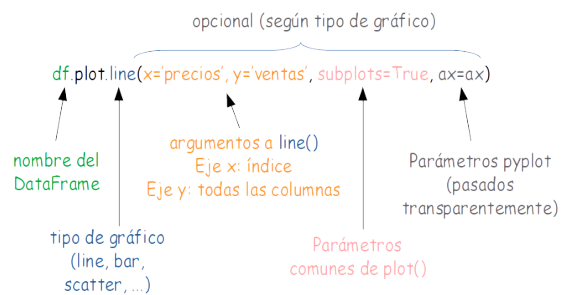 opcional (según tipo de gráfico)
df.plot.line(x='precios', y='ventas', subplots=True, ax=ax)
nombre del
DataFrame
argumentos a line()
Eje x: índice
Eje y: todas las columnas
Parámetros pyplot
(pasados
transparentemente)
tipo de gráfico
(line, bar,
scatter, ...)
Parámetros
comunes de plot()